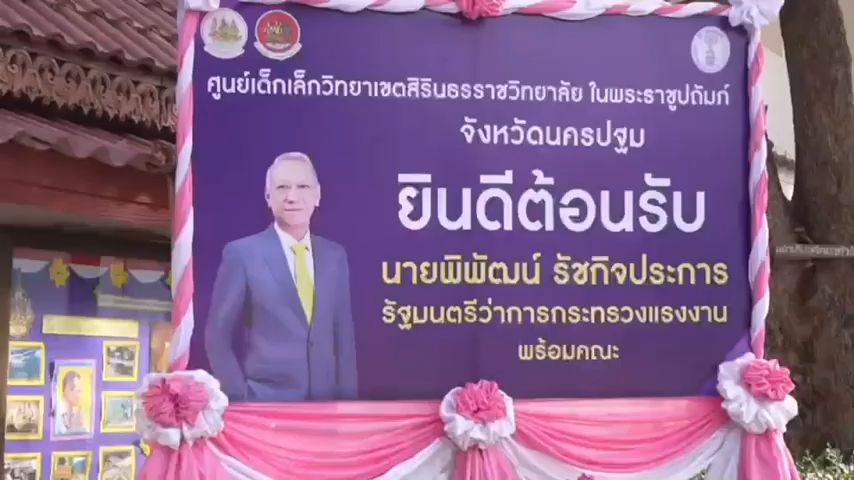 ศูนย์เด็กเล็กวิทยาเขตสิรินธรราชวิทยาลัย ในพระราชูปถัมภ์
จังหวัดนครปฐม
ยินดีต้อนรับ
นายพิพัฒน์ รัชกิจประการ
รัฐมนตรีว่าการกระทรวงแรงงาน
พร้อมคณะ